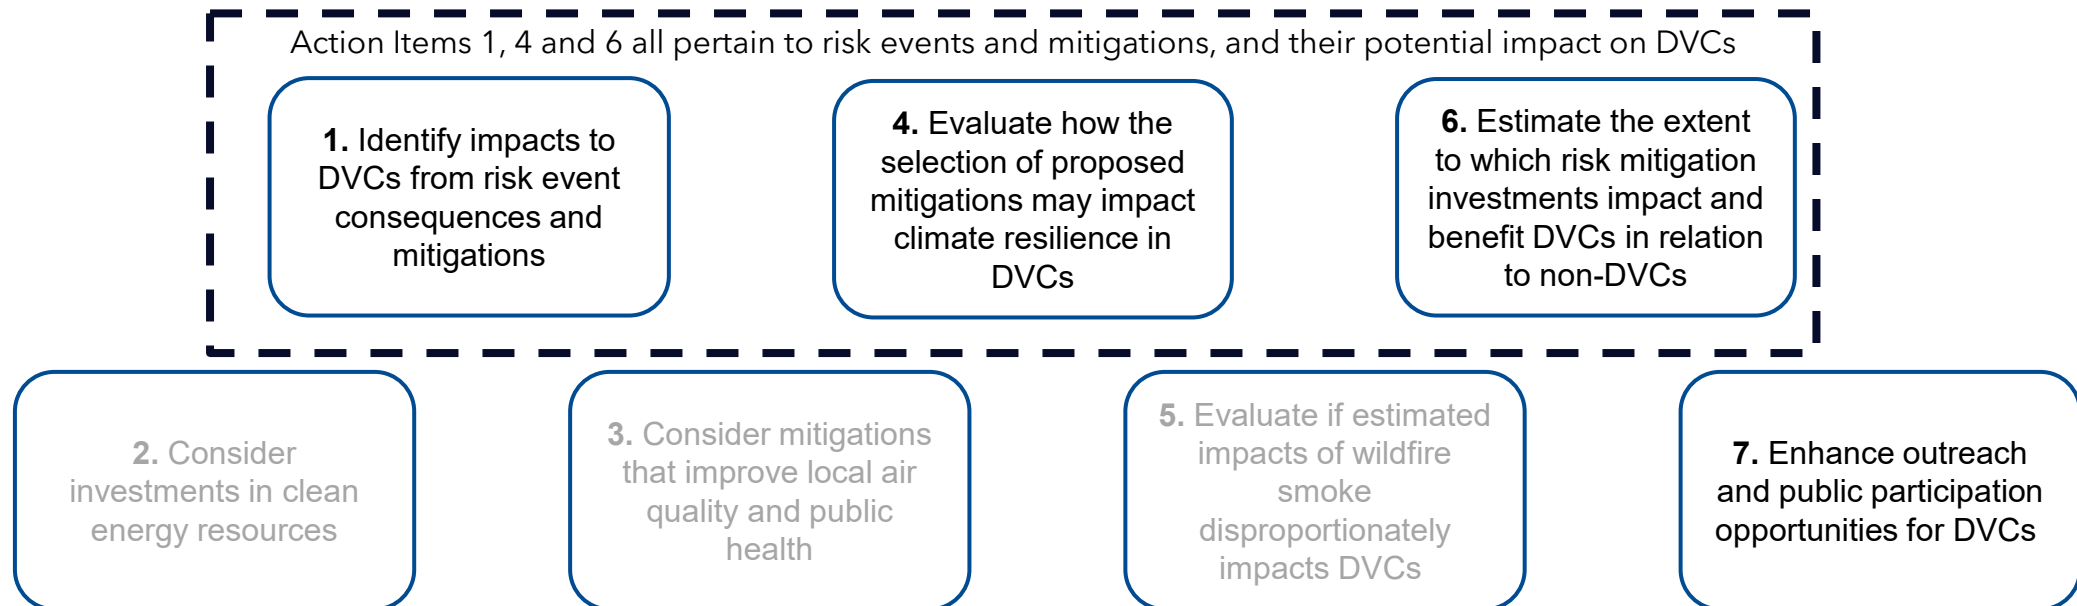 Action Items 1, 4 and 6 all pertain to risk events and mitigations, and their potential impact on DVCs
1. Identify impacts to
DVCs from risk event
consequences and
mitigations
4. Evaluate how the
selection of proposed
mitigations may impact
climate resilience in
DVCs
6. Estimate the extent
to which risk mitigation
investments impact and
benefit DVCs in relation
to non-DVCs
2. Consider
investments in clean
energy resources
3. Consider mitigations
that improve local air
quality and public
health
5. Evaluate if estimated
impacts of wildfire
smoke
disproportionately
impacts DVCs
7. Enhance outreach
and public participation
opportunities for DVCs